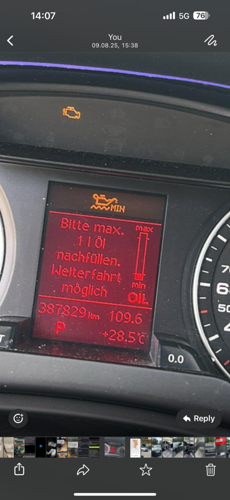 14:07
5G 76
You
09.08.25, 15:38
MIN
Bitte max.
1 l Öl
nachfüllen.
Weiterfahrt
möglich
max
min
OIL
387829 km 109.6
P +28.5°C
0.0
Reply